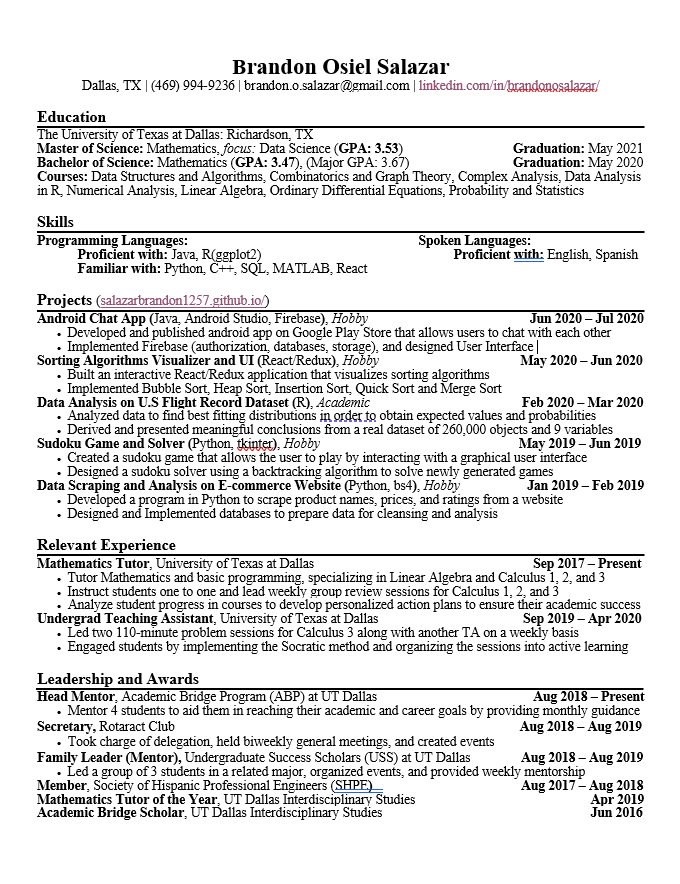 Brandon Osiel Salazar
Dallas, TX | (469) 994-9236 | brandon.o.salazar@gmail.com | linkedin.com/in/brandonosalazar/
Education
The University of Texas at Dallas: Richardson, TX
Master of Science: Mathematics, focus: Data Science (GPA: 3.53) Graduation: May 2021
Bachelor of Science: Mathematics (GPA: 3.47), (Major GPA: 3.67) Graduation: May 2020
Courses: Data Structures and Algorithms, Combinatorics and Graph Theory, Complex Analysis, Data Analysis
in R, Numerical Analysis, Linear Algebra, Ordinary Differential Equations, Probability and Statistics
Skills
Programming Languages: Spoken Languages:
Proficient with: Java, R(ggplot2) Proficient with: English, Spanish
Familiar with: Python, C++, SQL, MATLAB, React
Projects (salazarbrandon1257.github.io/)
Android Chat App (Java, Android Studio, Firebase), Hobby Jun 2020 – Jul 2020
• Developed and published android app on Google Play Store that allows users to chat with each other
• Implemented Firebase (authorization, databases, storage), and designed User Interface
Sorting Algorithms Visualizer and UI (React/Redux), Hobby May 2020 – Jun 2020
• Built an interactive React/Redux application that visualizes sorting algorithms
• Implemented Bubble Sort, Heap Sort, Insertion Sort, Quick Sort and Merge Sort
Data Analysis on U.S Flight Record Dataset (R), Academic Feb 2020 – Mar 2020
• Analyzed data to find best fitting distributions in order to obtain expected values and probabilities
• Derived and presented meaningful conclusions from a real dataset of 260,000 objects and 9 variables
Sudoku Game and Solver (Python, tkinter), Hobby May 2019 – Jun 2019
• Created a sudoku game that allows the user to play by interacting with a graphical user interface
• Designed a sudoku solver using a backtracking algorithm to solve newly generated games
Data Scraping and Analysis on E-commerce Website (Python, bs4), Hobby Jan 2019 – Feb 2019
• Developed a program in Python to scrape product names, prices, and ratings from a website
• Designed and Implemented databases to prepare data for cleansing and analysis
Relevant Experience
Mathematics Tutor, University of Texas at Dallas Sep 2017 – Present
• Tutor Mathematics and basic programming, specializing in Linear Algebra and Calculus 1, 2, and 3
• Instruct students one to one and lead weekly group review sessions for Calculus 1, 2, and 3
• Analyze student progress in courses to develop personalized action plans to ensure their academic success
Undergrad Teaching Assistant, University of Texas at Dallas Sep 2019 – Apr 2020
• Led two 110-minute problem sessions for Calculus 3 along with another TA on a weekly basis
• Engaged students by implementing the Socratic method and organizing the sessions into active learning
Leadership and Awards
Head Mentor, Academic Bridge Program (ABP) at UT Dallas Aug 2018 – Present
• Mentor 4 students to aid them in reaching their academic and career goals by providing monthly guidance
Secretary, Rotaract Club Aug 2018 – Aug 2019
• Took charge of delegation, held biweekly general meetings, and created events
Family Leader (Mentor), Undergraduate Success Scholars (USS) at UT Dallas Aug 2018 – Aug 2019
• Led a group of 3 students in a related major, organized events, and provided weekly mentorship
Member, Society of Hispanic Professional Engineers (SHPE) Aug 2017 – Aug 2018
Mathematics Tutor of the Year, UT Dallas Interdisciplinary Studies Apr 2019
Academic Bridge Scholar, UT Dallas Interdisciplinary Studies Jun 2016